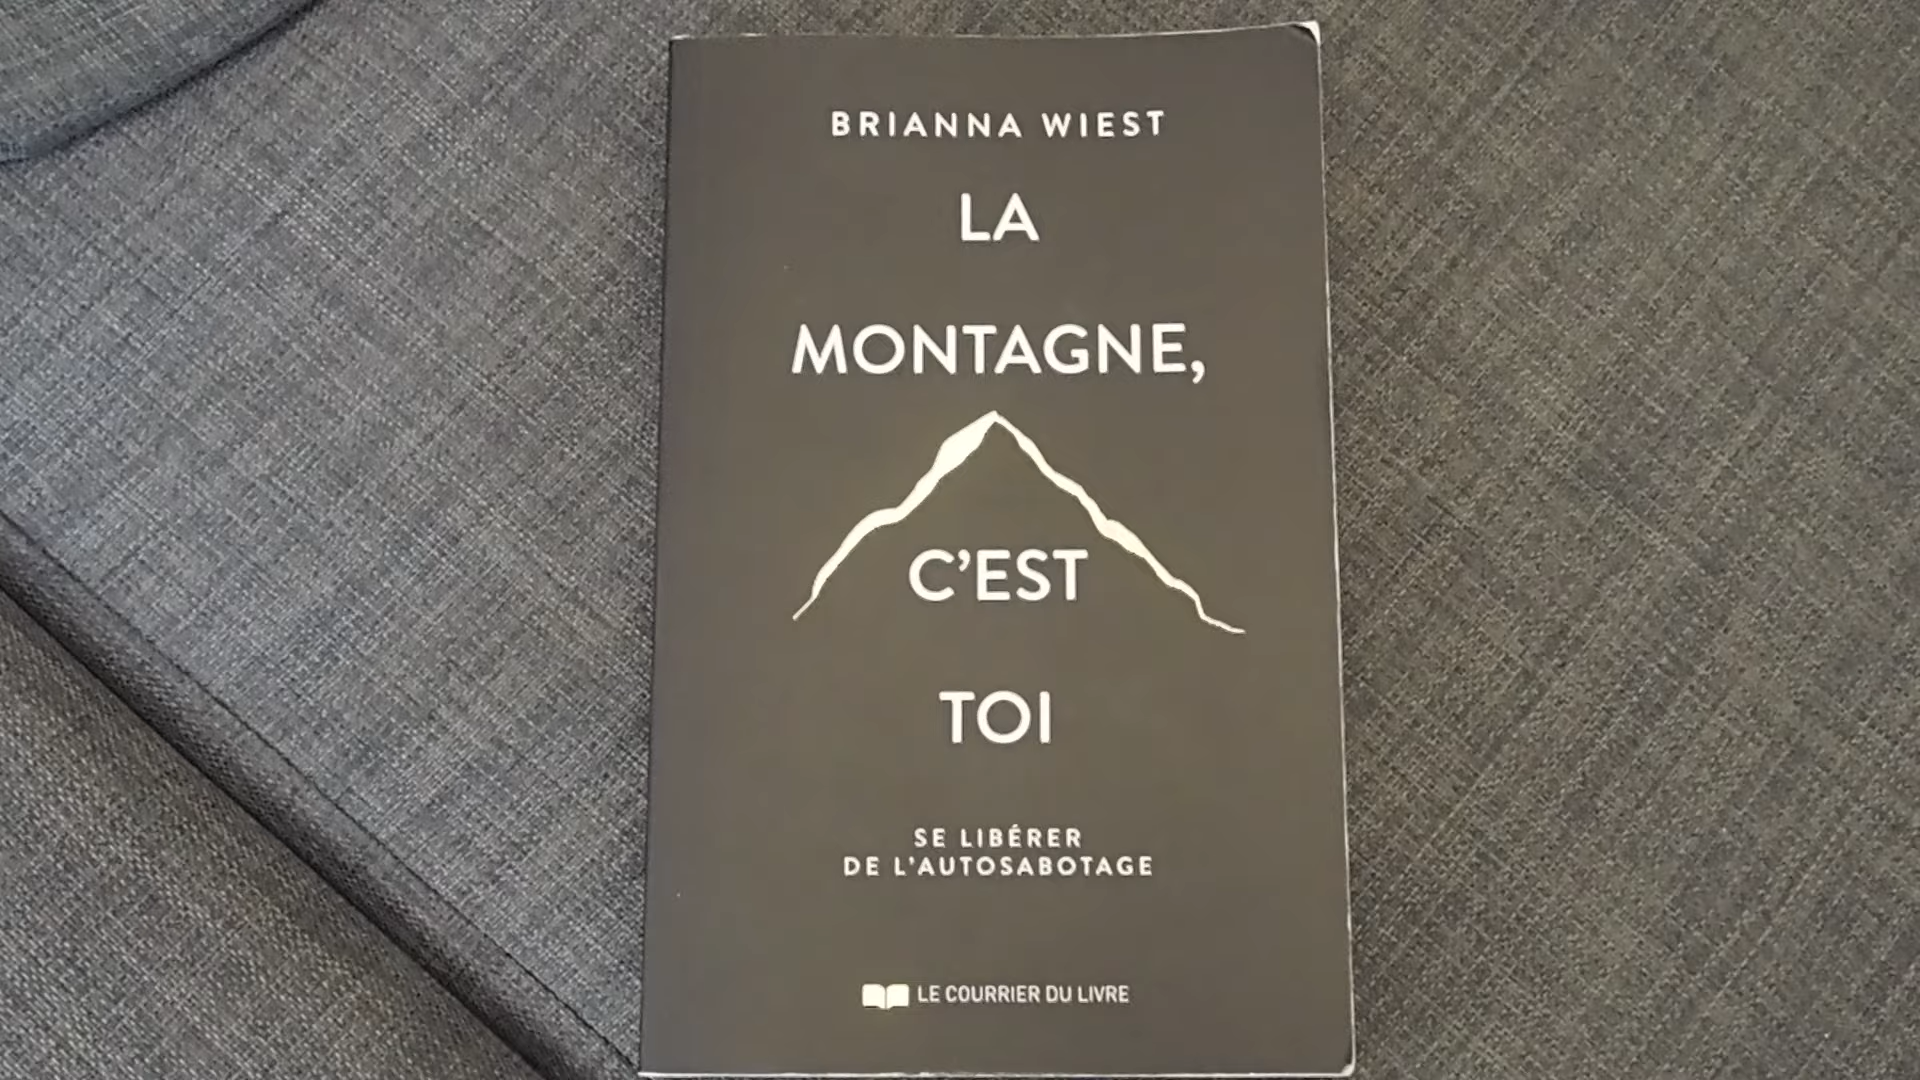 BRIANNA WIEST
LA
MONTAGNE,
C'EST
TOI
SE LIBÉRER
DE L'AUTOSABOTAGE
LE COURRIER DU LIVRE